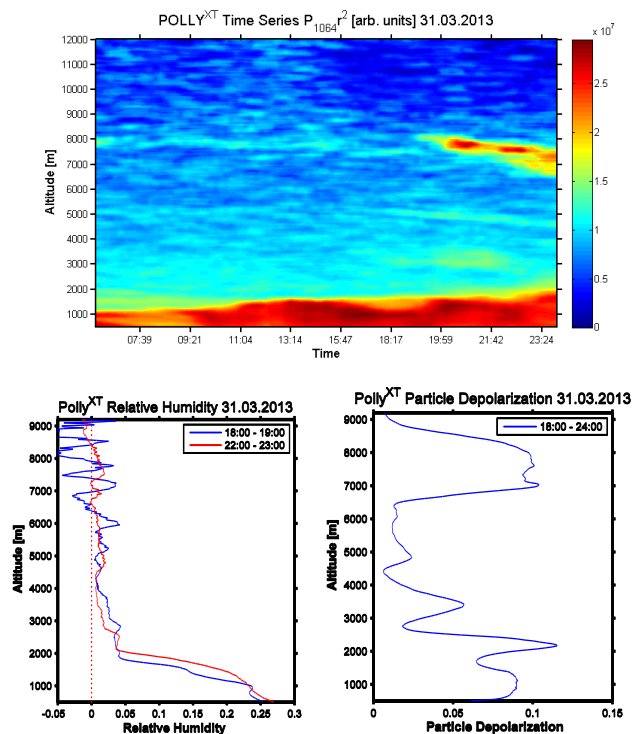 POLLY^XT Time Series P_1064 r^2 [arb. units] 31.03.2013
x 10^7
12000
11000
10000
9000
8000
7000
6000
5000
4000
3000
2000
1000
Altitude [m]
07:39 09:21 11:04 13:14 15:47 18:17 19:59 21:42 23:24
Time
2.5
2
1.5
1
0.5
0
Polly^XT Relative Humidity 31.03.2013
18:00 - 19:00
22:00 - 23:00
9000
8000
7000
6000
5000
4000
3000
2000
1000
Altitude [m]
-0.05 0 0.05 0.1 0.15 0.2 0.25 0.3
Relative Humidity
Polly^XT Particle Depolarization 31.03.2013
18:00 - 24:00
9000
8000
7000
6000
5000
4000
3000
2000
1000
Altitude [m]
0 0.05 0.1 0.15
Particle Depolarization